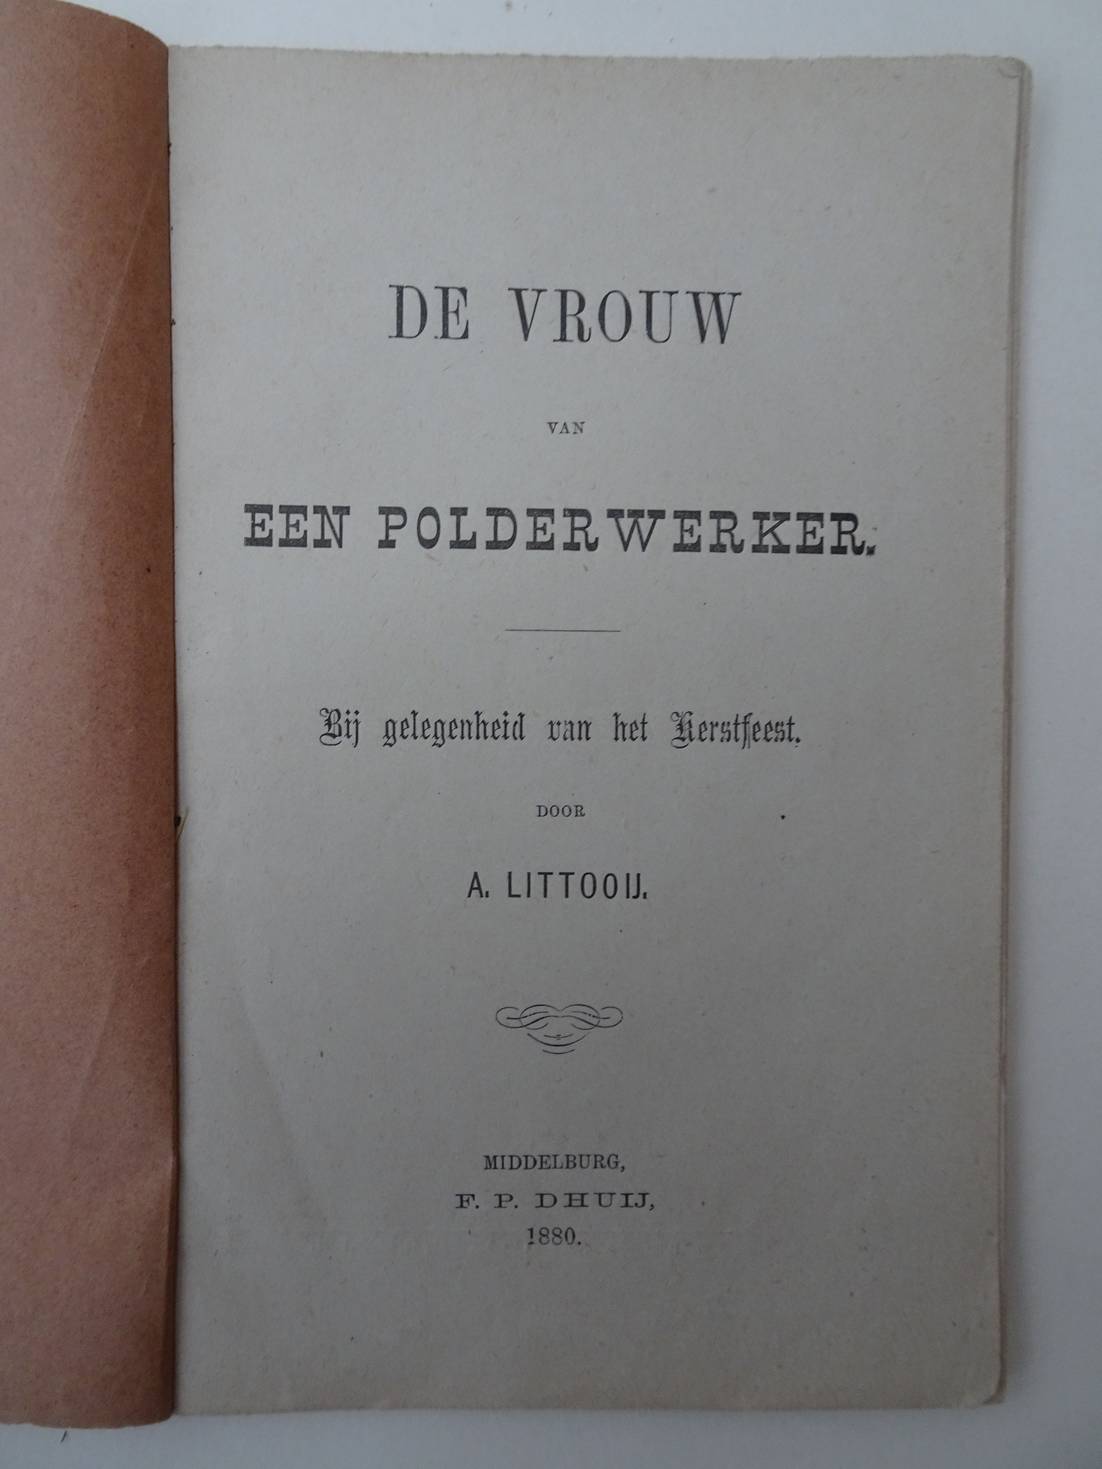 DE VROUW
VAN
EEN POLDERWERKER.
Bij gelegenheid van het Kerstfeest.
DOOR
A. LITTOOIJ.
MIDDELBURG,
F. P. DHUIJ,
1880.